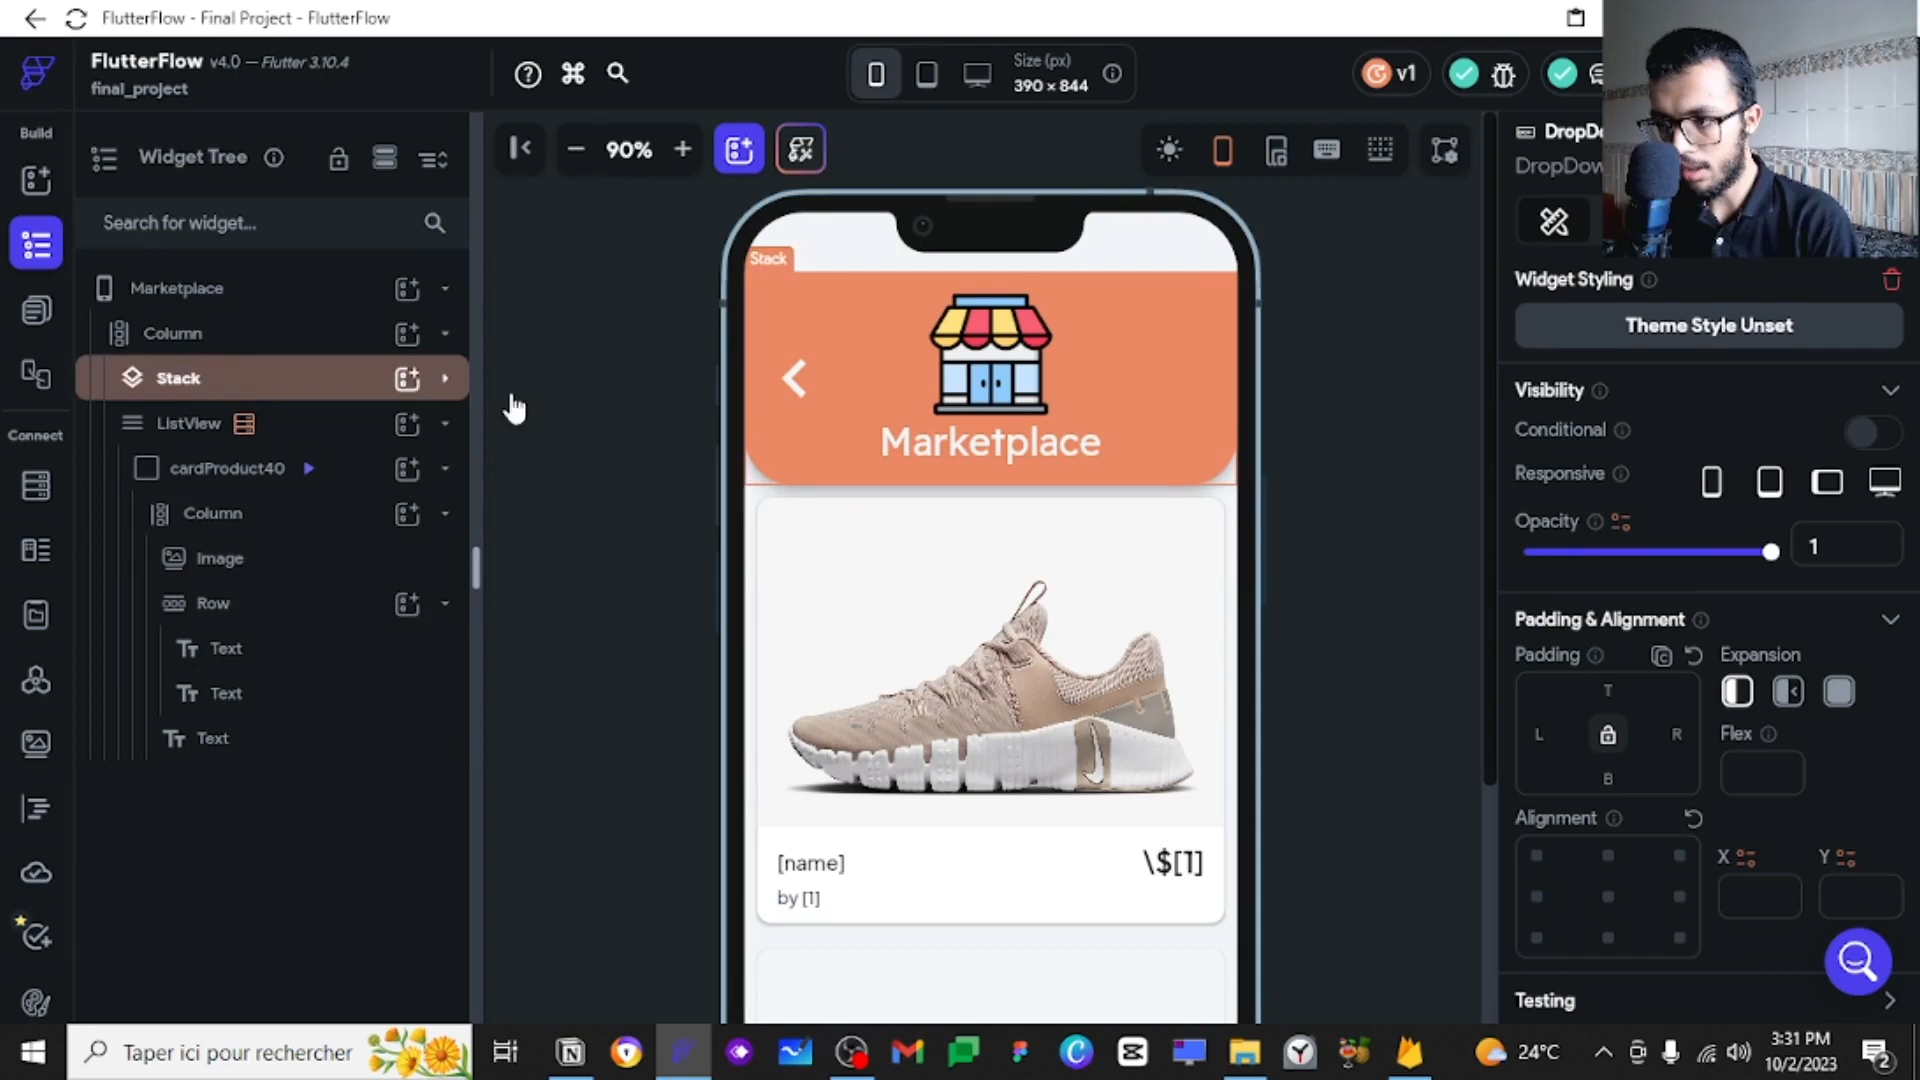 FlutterFlow - Final Project - FlutterFlow
FlutterFlow v4.0 — Flutter 3.10.4
final_project
Size (px)
390 × 844
v1
Build
Widget Tree
90%
Search for widget...
Marketplace
Column
Stack
ListView
cardProduct40
Column
Image
Row
Text
Text
Text
Connect
Stack
Marketplace
[name]
\$[1]
by [1]
DropDo
DropDow
Widget Styling
Theme Style Unset
Visibility
Conditional
Responsive
Opacity
1
Padding & Alignment
Padding
Expansion
T
L
R
B
Flex
Alignment
X
Y
Testing
Taper ici pour rechercher
24°C
3:31 PM
10/2/2023
2